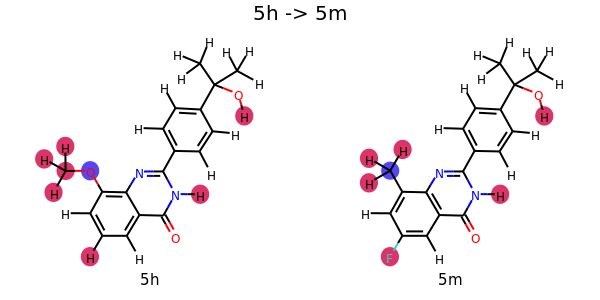 5h -> 5m
H H
H H H H H H
H H H H
H O H O
H H
H H H H
H H
H H
O N H N H
H N H H N H
H H
O O
H H F H
5h 5m